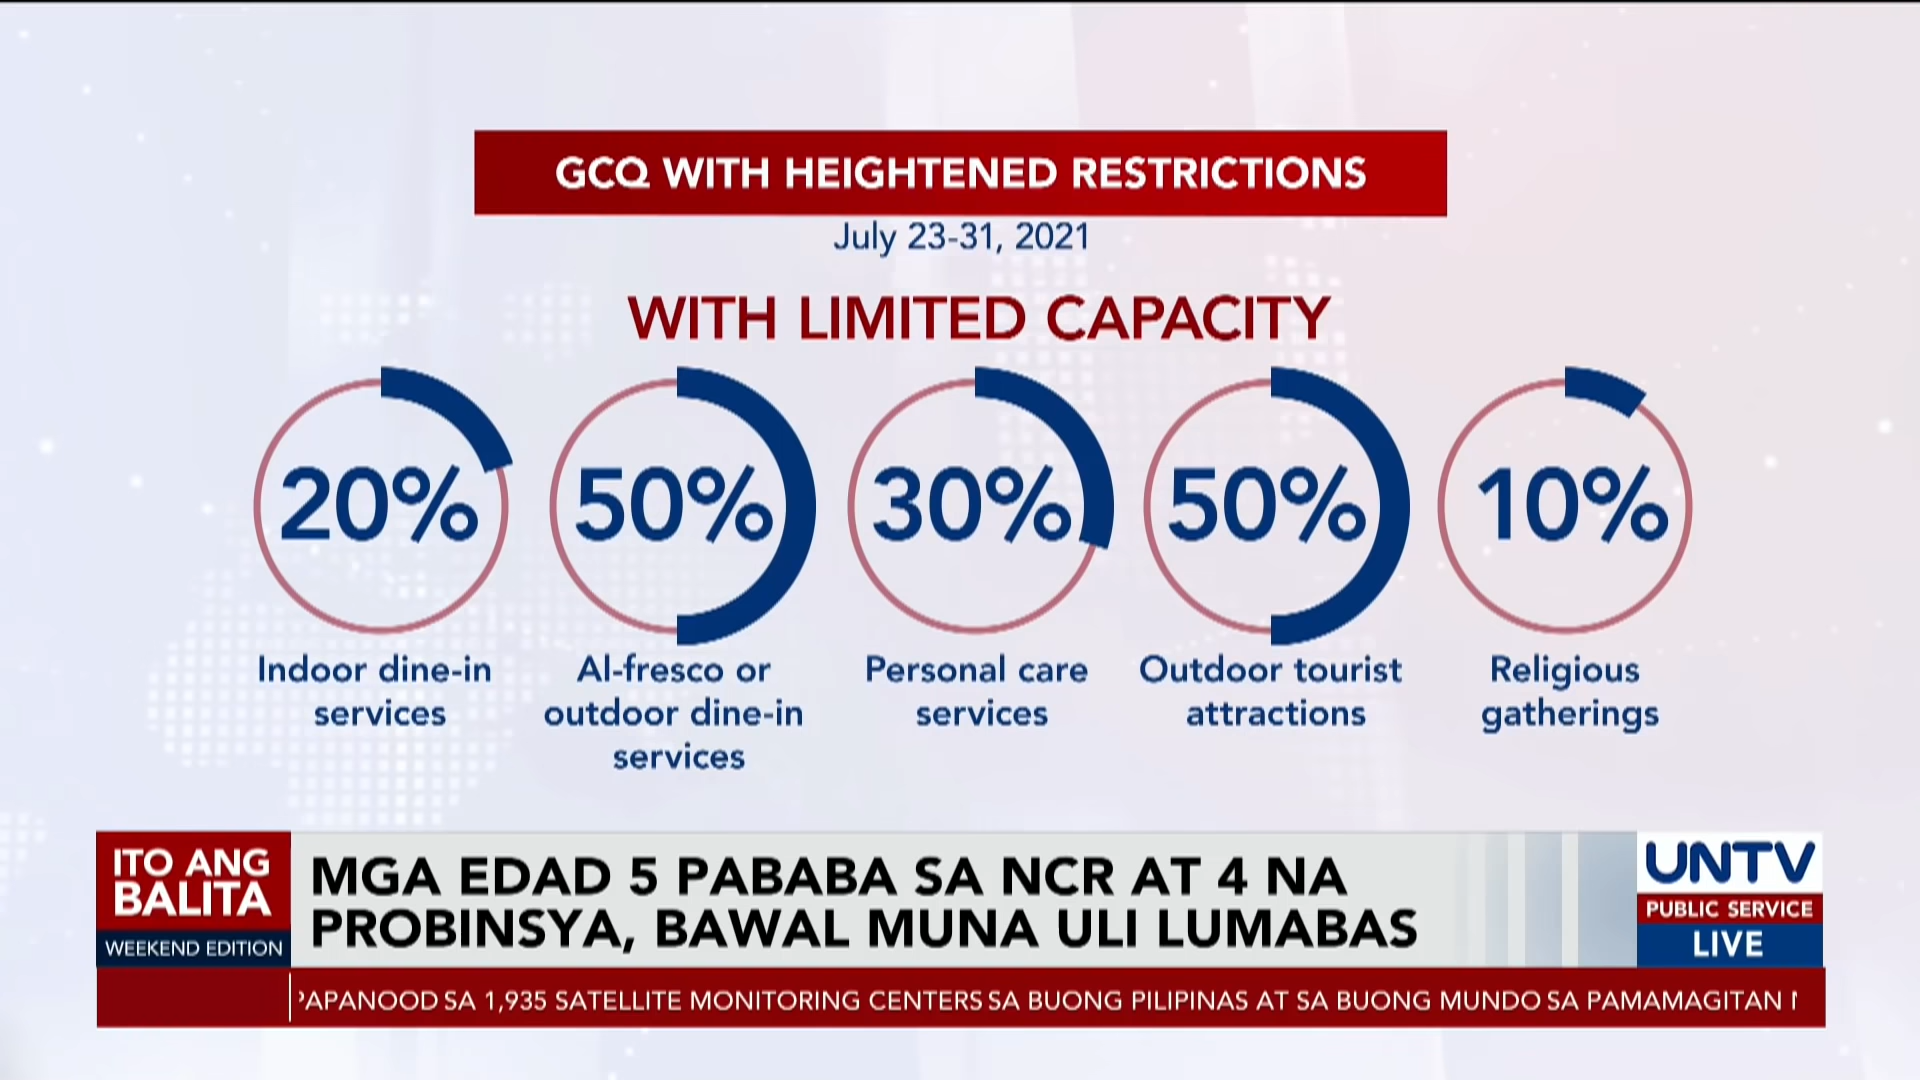 GCQ WITH HEIGHTENED RESTRICTIONS
July 23-31, 2021
WITH LIMITED CAPACITY
20%
Indoor dine-in
services
50%
Al-fresco or
outdoor dine-in
services
30%
Personal care
services
50%
Outdoor tourist
attractions
10%
Religious
gatherings
ITO ANG
BALITA
WEEKEND EDITION
MGA EDAD 5 PABABA SA NCR AT 4 NA
PROBINSYA, BAWAL MUNA ULI LUMABAS
UNTV
PUBLIC SERVICE
LIVE
SA 1,935 SATELLITE MONITORING CENTERS SA BUONG PILIPINAS AT SA BUONG MUNDO SA PAMAMAGITAN